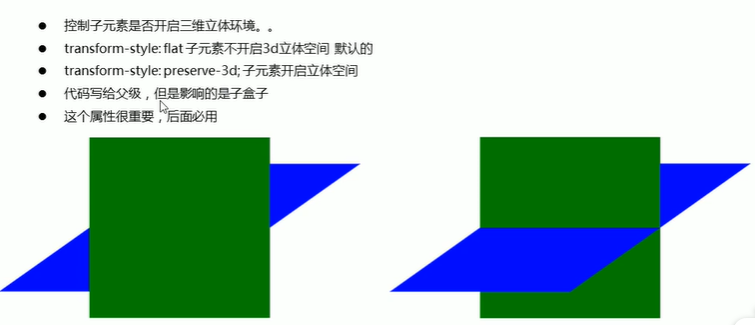 控制子元素是否开启三维立体环境。。
transform-style: flat 子元素不开启3d立体空间 默认的
transform-style: preserve-3d; 子元素开启立体空间
代码写给父级，但是影响的是子盒子
这个属性很重要，后面必用